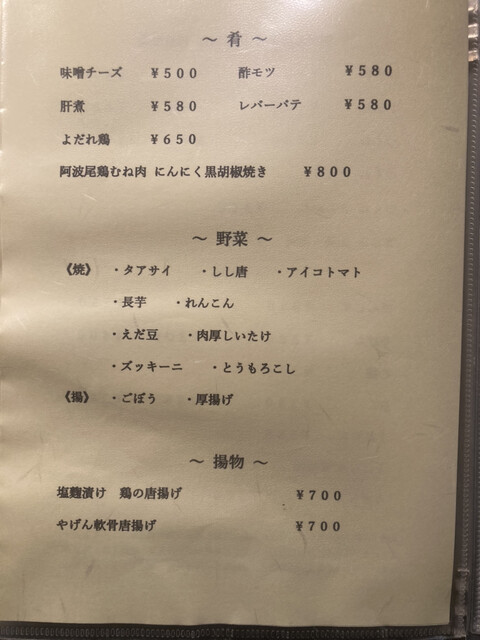 ～ 肴 ～
味噌チーズ ￥５００ 酢モツ ￥５８０
肝煮 ￥５８０ レバーパテ ￥５８０
よだれ鶏 ￥６５０
阿波尾鶏むね肉 にんにく黒胡椒焼き ￥８００
～ 野菜 ～
《焼》 ・タアサイ ・しし唐 ・アイコトマト
・長芋 ・れんこん
・えだ豆 ・肉厚しいたけ
・ズッキーニ ・とうもろこし
《揚》 ・ごぼう ・厚揚げ
～ 揚物 ～
塩麹漬け 鶏の唐揚げ ￥７００
やげん軟骨唐揚げ ￥７００